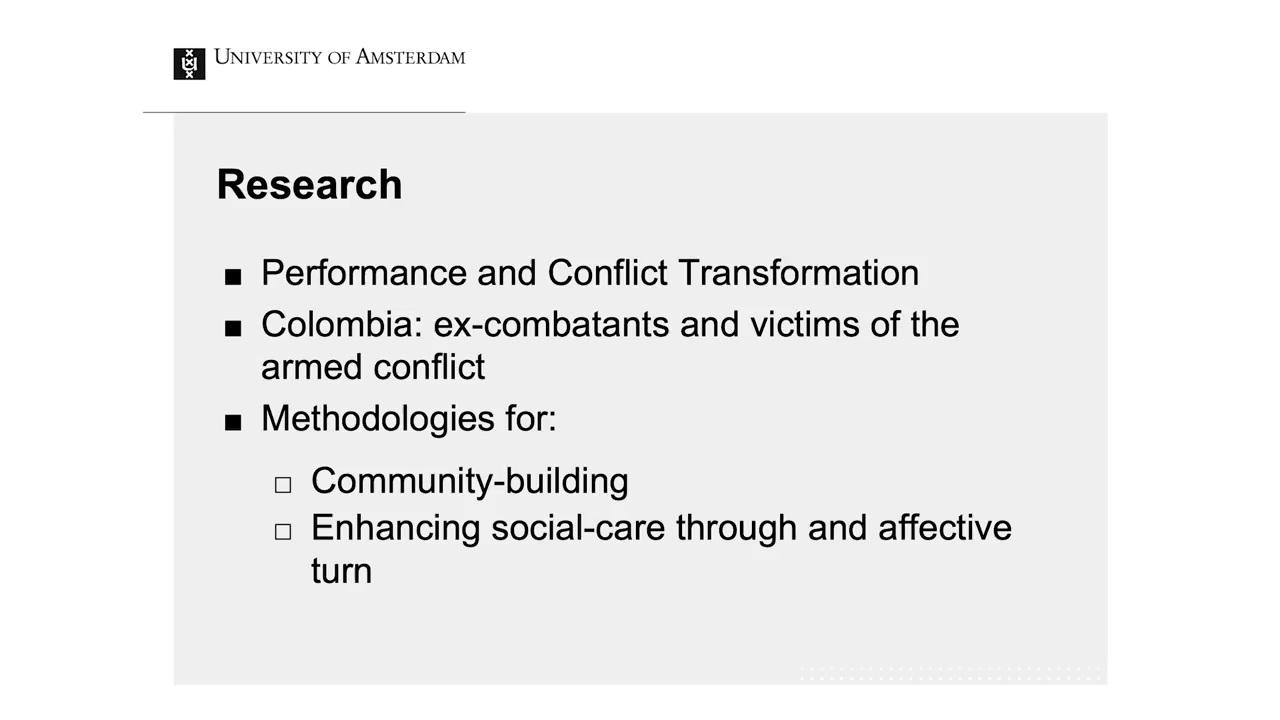 UNIVERSITY OF AMSTERDAM
Research
■ Performance and Conflict Transformation
■ Colombia: ex-combatants and victims of the
armed conflict
■ Methodologies for:
□ Community-building
□ Enhancing social-care through and affective
turn